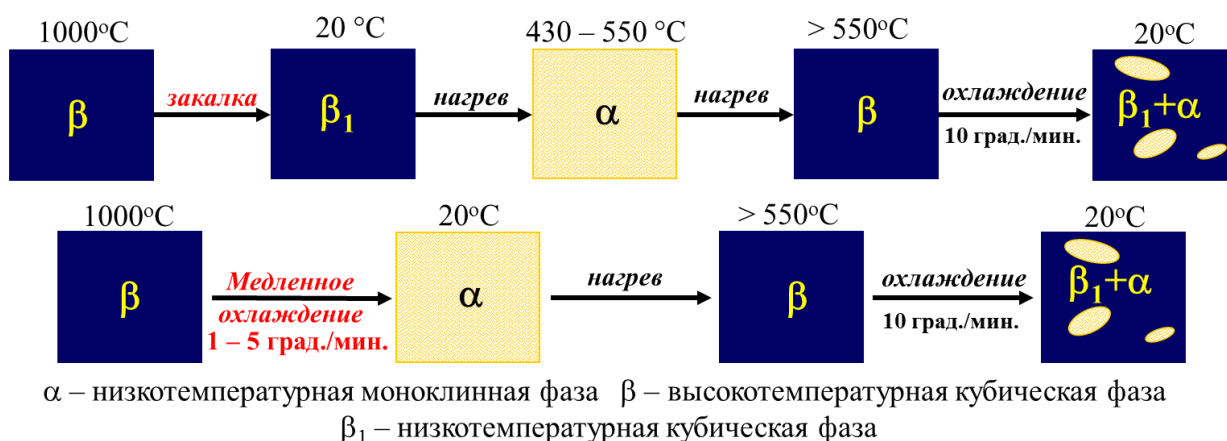 1000°C 20 °C 430 – 550 °C > 550°C 20°C
β закалка β₁ нагрев α нагрев β охлаждение 10 град./мин. β₁+α
1000°C 20°C > 550°C 20°C
β Медленное охлаждение 1 – 5 град./мин. α нагрев β охлаждение 10 град./мин. β₁+α
α – низкотемпературная моноклинная фаза β – высокотемпературная кубическая фаза
β₁ – низкотемпературная кубическая фаза